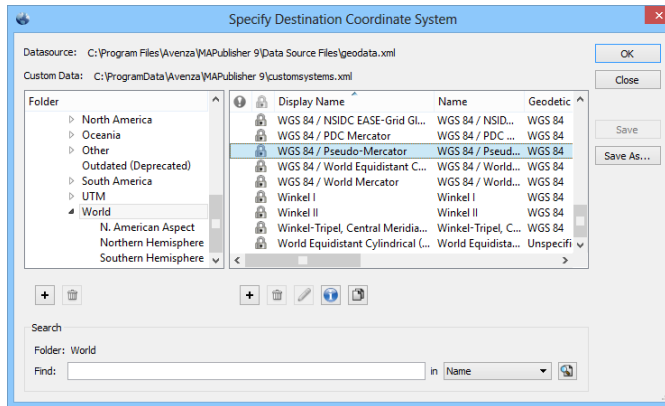 Specify Destination Coordinate System
Datasource: C:\Program Files\Avenza\MAPublisher 9\Data Source Files\geodata.xml
OK
Custom Data: C:\ProgramData\Avenza\MAPublisher 9\customsystems.xml
Close
Folder
Display Name Name Geodetic
North America
WGS 84 / NSIDC EASE-Grid Gl... WGS 84 / NSID... WGS 84
Oceania
WGS 84 / PDC Mercator WGS 84 / PDC ... WGS 84
Save
Other
WGS 84 / Pseudo-Mercator WGS 84 / Pseud... WGS 84
Save As...
Outdated (Deprecated)
WGS 84 / World Equidistant C... WGS 84 / World... WGS 84
South America
WGS 84 / World Mercator WGS 84 / World... WGS 84
UTM
Winkel I Winkel I WGS 84
World
Winkel II Winkel II WGS 84
N. American Aspect
Winkel-Tripel, Central Meridia... Winkel-Tripel, C... WGS 84
Northern Hemisphere
World Equidistant Cylindrical (... World Equidista... Unspecifi
Southern Hemisphere
Search
Folder: World
Find:
in Name